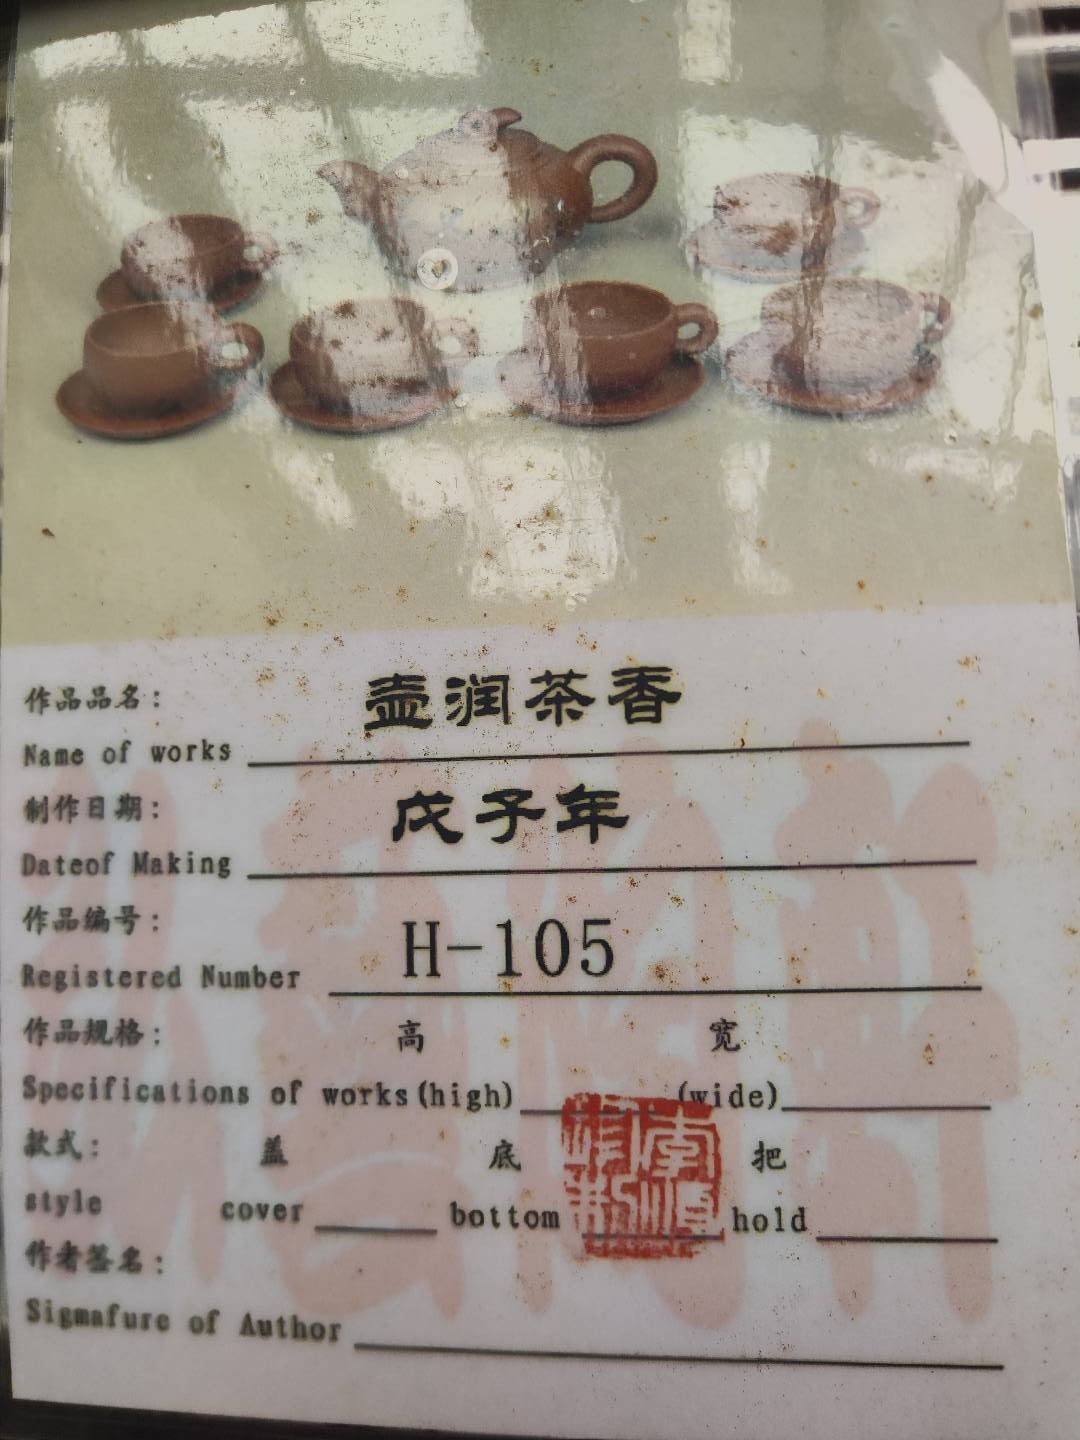 作品品名： 壶润茶香
Name of works
制作日期： 戊子年
Dateof Making
作品编号： H-105
Registered Number
作品规格： 高 宽
Specifications of works(high) (wide)
款式： 盖 底 把
style cover bottom hold
作者签名：
Sigmafure of Author